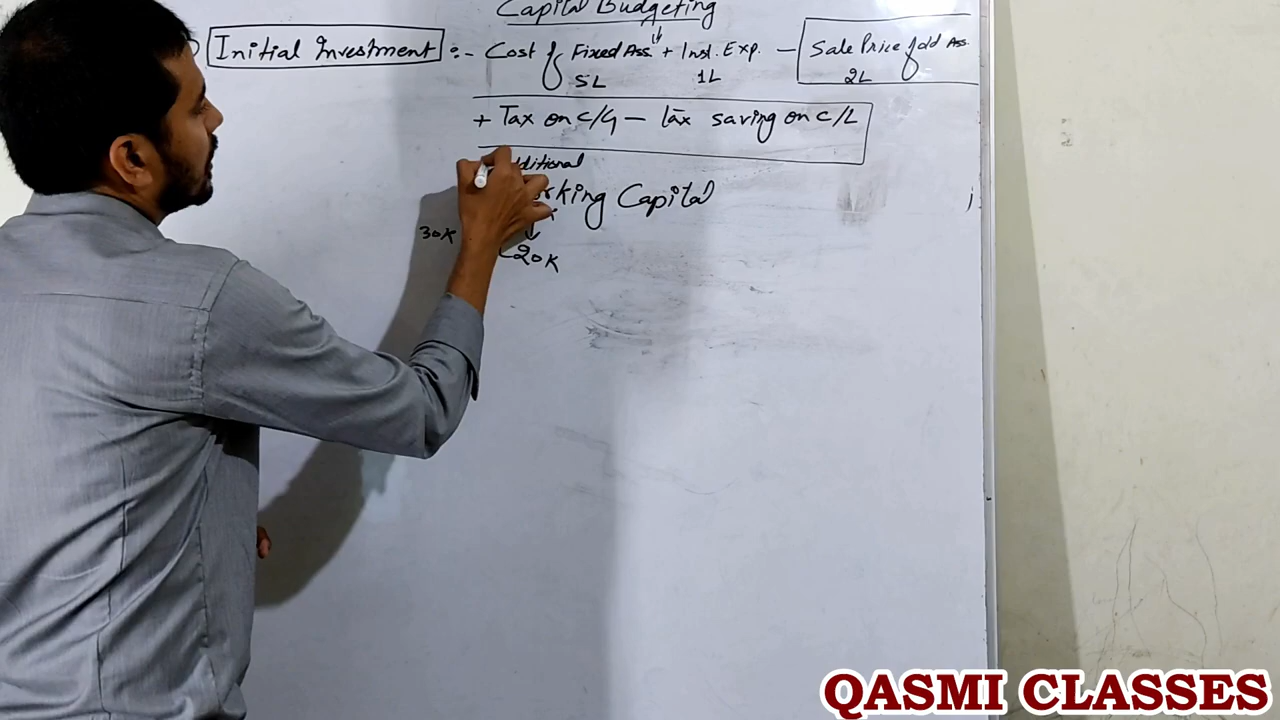 Capital Budgeting
Initial Investment :- Cost of Fixed Ass. + Inst. Exp. - Sale Price of old Ass.
5L 1L 2L
+ Tax on C/G - Tax saving on C/L
Additional
Working Capital
30K
20K
QASMI CLASSES